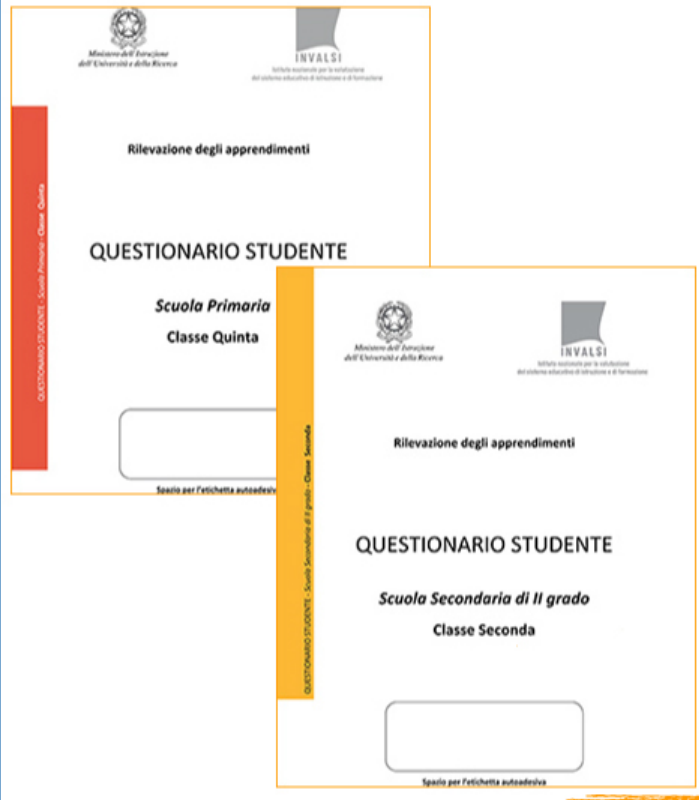 Ministero dell'Istruzione
dell'Università e della Ricerca
INVALSI
Istituto nazionale per la valutazione
del sistema educativo di istruzione e di formazione
Rilevazione degli apprendimenti
QUESTIONARIO STUDENTE
Scuola Primaria
Classe Quinta
Spazio per l'etichetta autoadesiv
QUESTIONARIO STUDENTE - Scuola Primaria - Classe Quinta
Ministero dell'Istruzione
dell'Università e della Ricerca
INVALSI
Istituto nazionale per la valutazione
del sistema educativo di istruzione e di formazione
Rilevazione degli apprendimenti
QUESTIONARIO STUDENTE
Scuola Secondaria di II grado
Classe Seconda
Spazio per l'etichetta autoadesiva
QUESTIONARIO STUDENTE - Scuola Secondaria di II grado - Classe Seconda